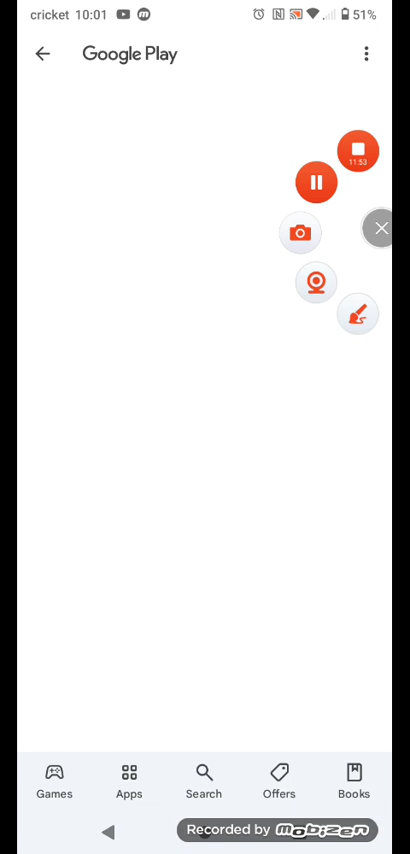 cricket 10:01 51%
Google Play
11:53
Games Apps Search Offers Books
Recorded by mobizen